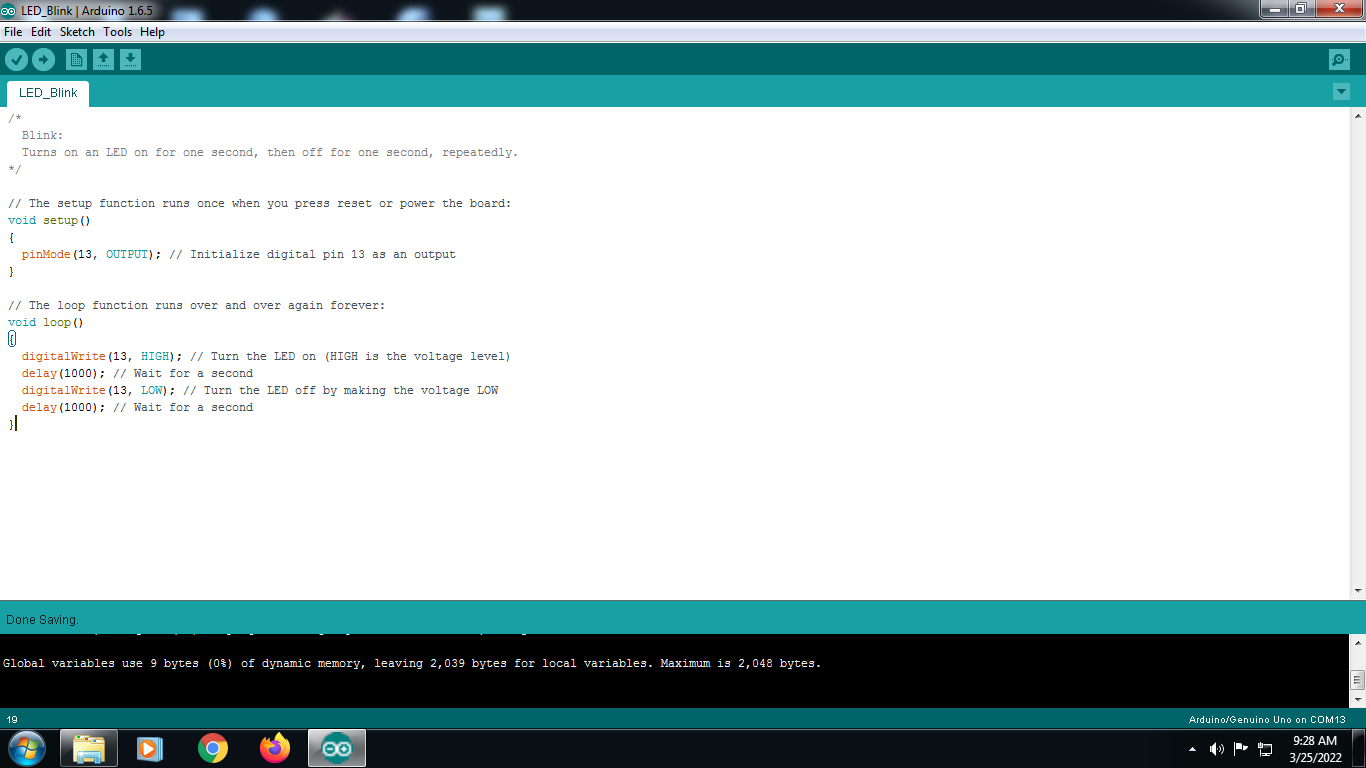 LED_Blink | Arduino 1.6.5
File Edit Sketch Tools Help
LED_Blink
/*
  Blink:
  Turns on an LED on for one second, then off for one second, repeatedly.
*/
// The setup function runs once when you press reset or power the board:
void setup()
{
  pinMode(13, OUTPUT); // Initialize digital pin 13 as an output
}
// The loop function runs over and over again forever:
void loop()
{
  digitalWrite(13, HIGH); // Turn the LED on (HIGH is the voltage level)
  delay(1000); // Wait for a second
  digitalWrite(13, LOW); // Turn the LED off by making the voltage LOW
  delay(1000); // Wait for a second
}
Done Saving.
Global variables use 9 bytes (0%) of dynamic memory, leaving 2,039 bytes for local variables. Maximum is 2,048 bytes.
19 Arduino/Genuino Uno on COM13
9:28 AM
3/25/2022